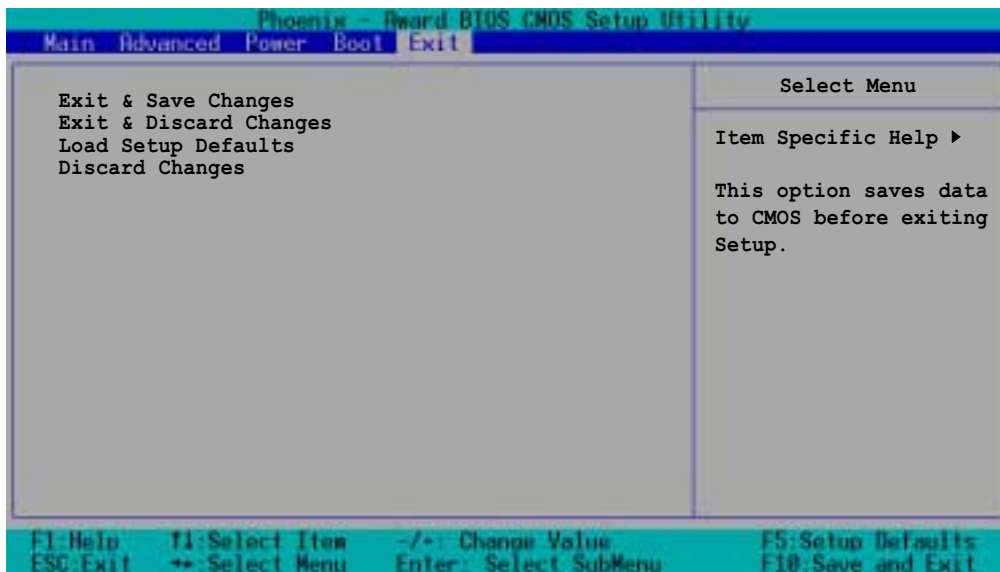 Phoenix - Award BIOS CMOS Setup Utility
Main Advanced Power Boot Exit
Exit & Save Changes
Exit & Discard Changes
Load Setup Defaults
Discard Changes
Select Menu
Item Specific Help ▶
This option saves data
to CMOS before exiting
Setup.
F1:Help ↑↓:Select Item -/+: Change Value F5:Setup Defaults
ESC:Exit ←→:Select Menu Enter: Select SubMenu F10:Save and Exit